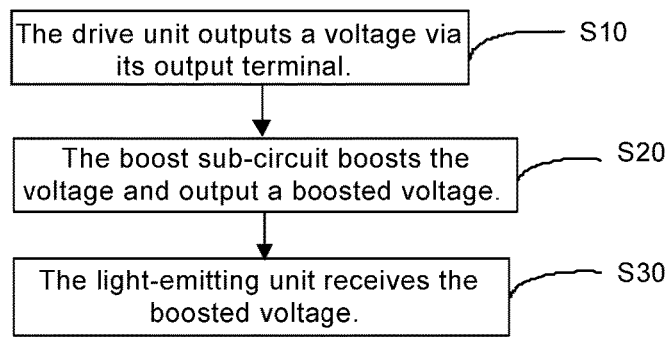 The drive unit outputs a voltage via
its output terminal.
S10
The boost sub-circuit boosts the
voltage and output a boosted voltage.
S20
The light-emitting unit receives the
boosted voltage.
S30